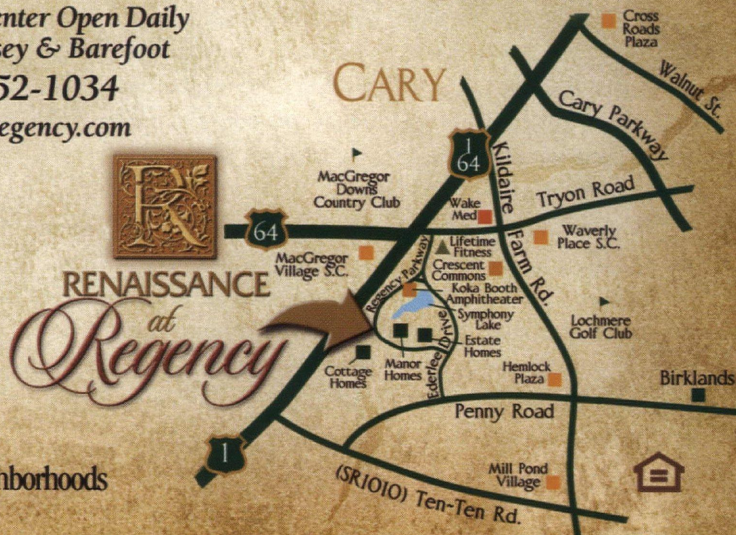 enter Open Daily
sey & Barefoot
52-1034
egency.com
CARY
Cross
Roads
Plaza
Walnut St.
Cary Parkway
1
64
Kildaire
Farm Rd.
MacGregor
Downs
Country Club
Wake
Med
Tryon Road
64
Waverly
Place S.C.
MacGregor
Village S.C.
Lifetime
Fitness
Crescent
Commons
Regency Parkway
Koka Booth
Amphitheater
Symphony
Lake
R
RENAISSANCE
at
Regency
Lochmere
Golf Club
Estate
Homes
Manor
Homes
Cottage
Homes
Ederlee Drive
Hemlock
Plaza
Birklands
Penny Road
1
nborhoods
Mill Pond
Village
(SR1010) Ten-Ten Rd.